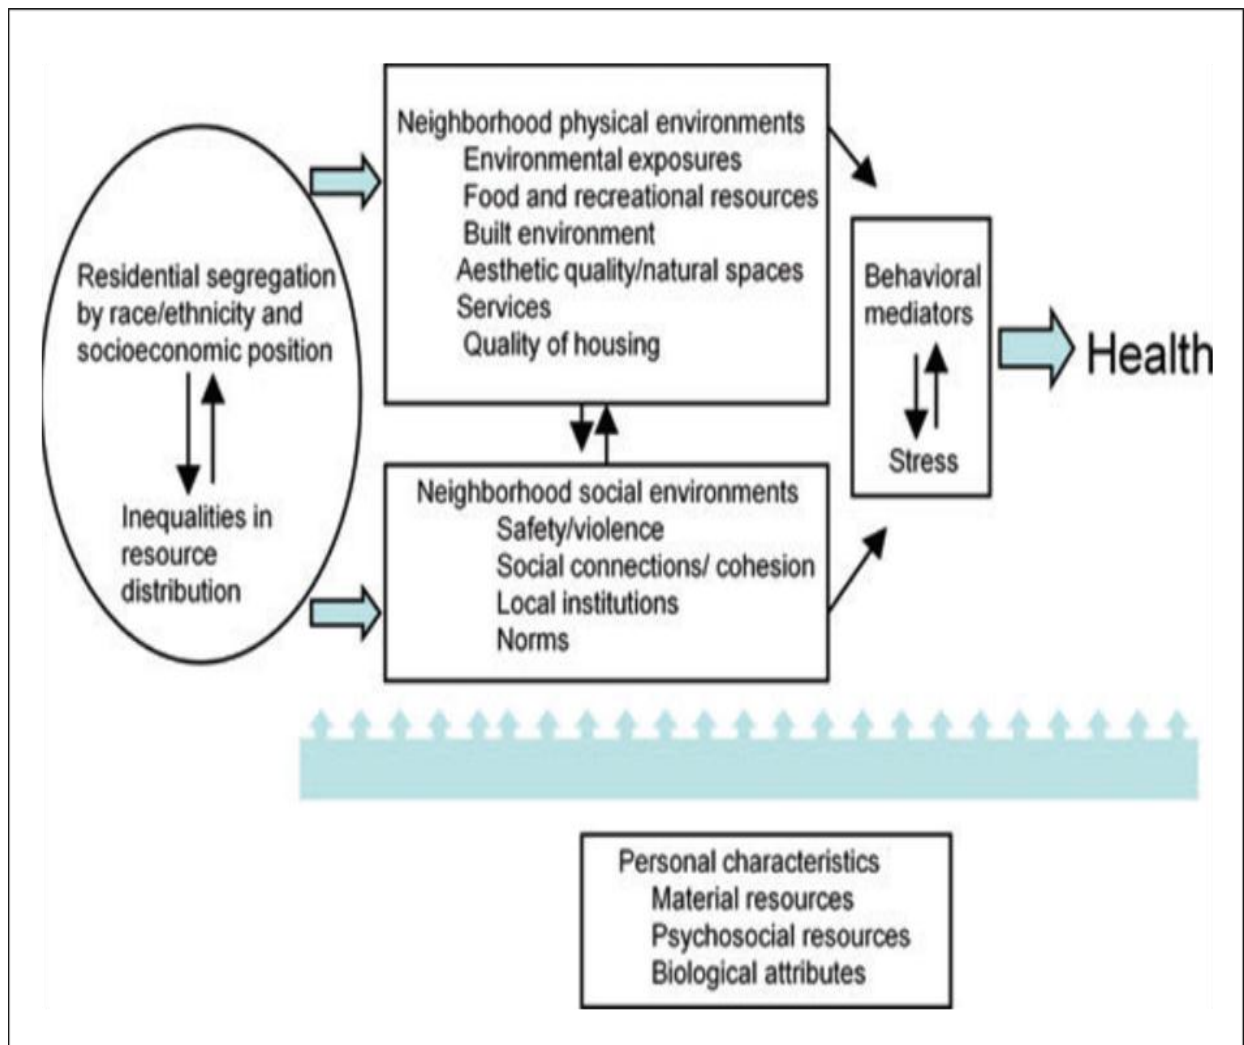 Residential segregation
by race/ethnicity and
socioeconomic position
Inequalities in
resource
distribution
Neighborhood physical environments
Environmental exposures
Food and recreational resources
Built environment
Aesthetic quality/natural spaces
Services
Quality of housing
Neighborhood social environments
Safety/violence
Social connections/ cohesion
Local institutions
Norms
Behavioral
mediators
Stress
Health
Personal characteristics
Material resources
Psychosocial resources
Biological attributes